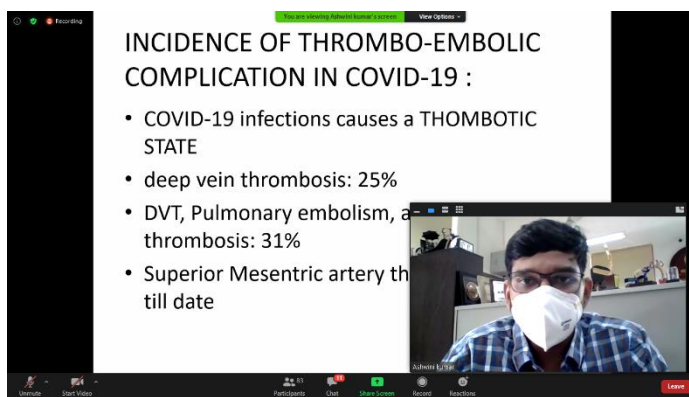 Recording
You are viewing Ashwini kumar's screen
View Options
INCIDENCE OF THROMBO-EMBOLIC
COMPLICATION IN COVID-19 :
• COVID-19 infections causes a THOMBOTIC
STATE
• deep vein thrombosis: 25%
• DVT, Pulmonary embolism, a
thrombosis: 31%
• Superior Mesentric artery th
till date
Ashwini kumar
Unmute
Start Video
Participants
83
Chat
Share Screen
Record
Reactions
Leave